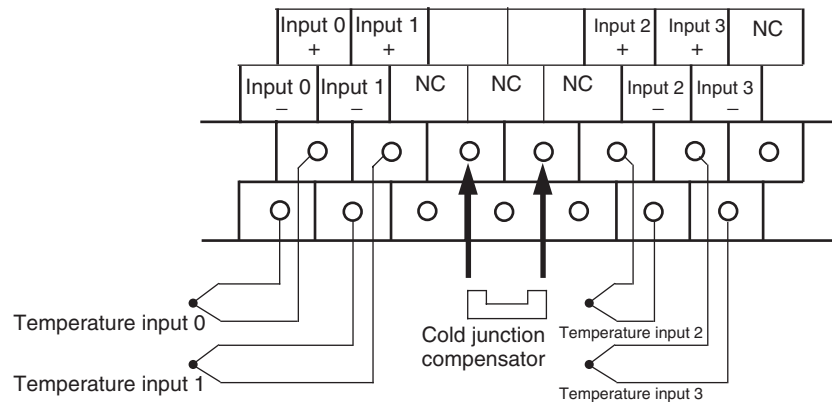 Input 0 Input 1 Input 2 Input 3 NC
+ + + +
Input 0 Input 1 NC NC NC Input 2 Input 3
– – – –
Temperature input 0
Cold junction
compensator
Temperature input 2
Temperature input 1
Temperature input 3